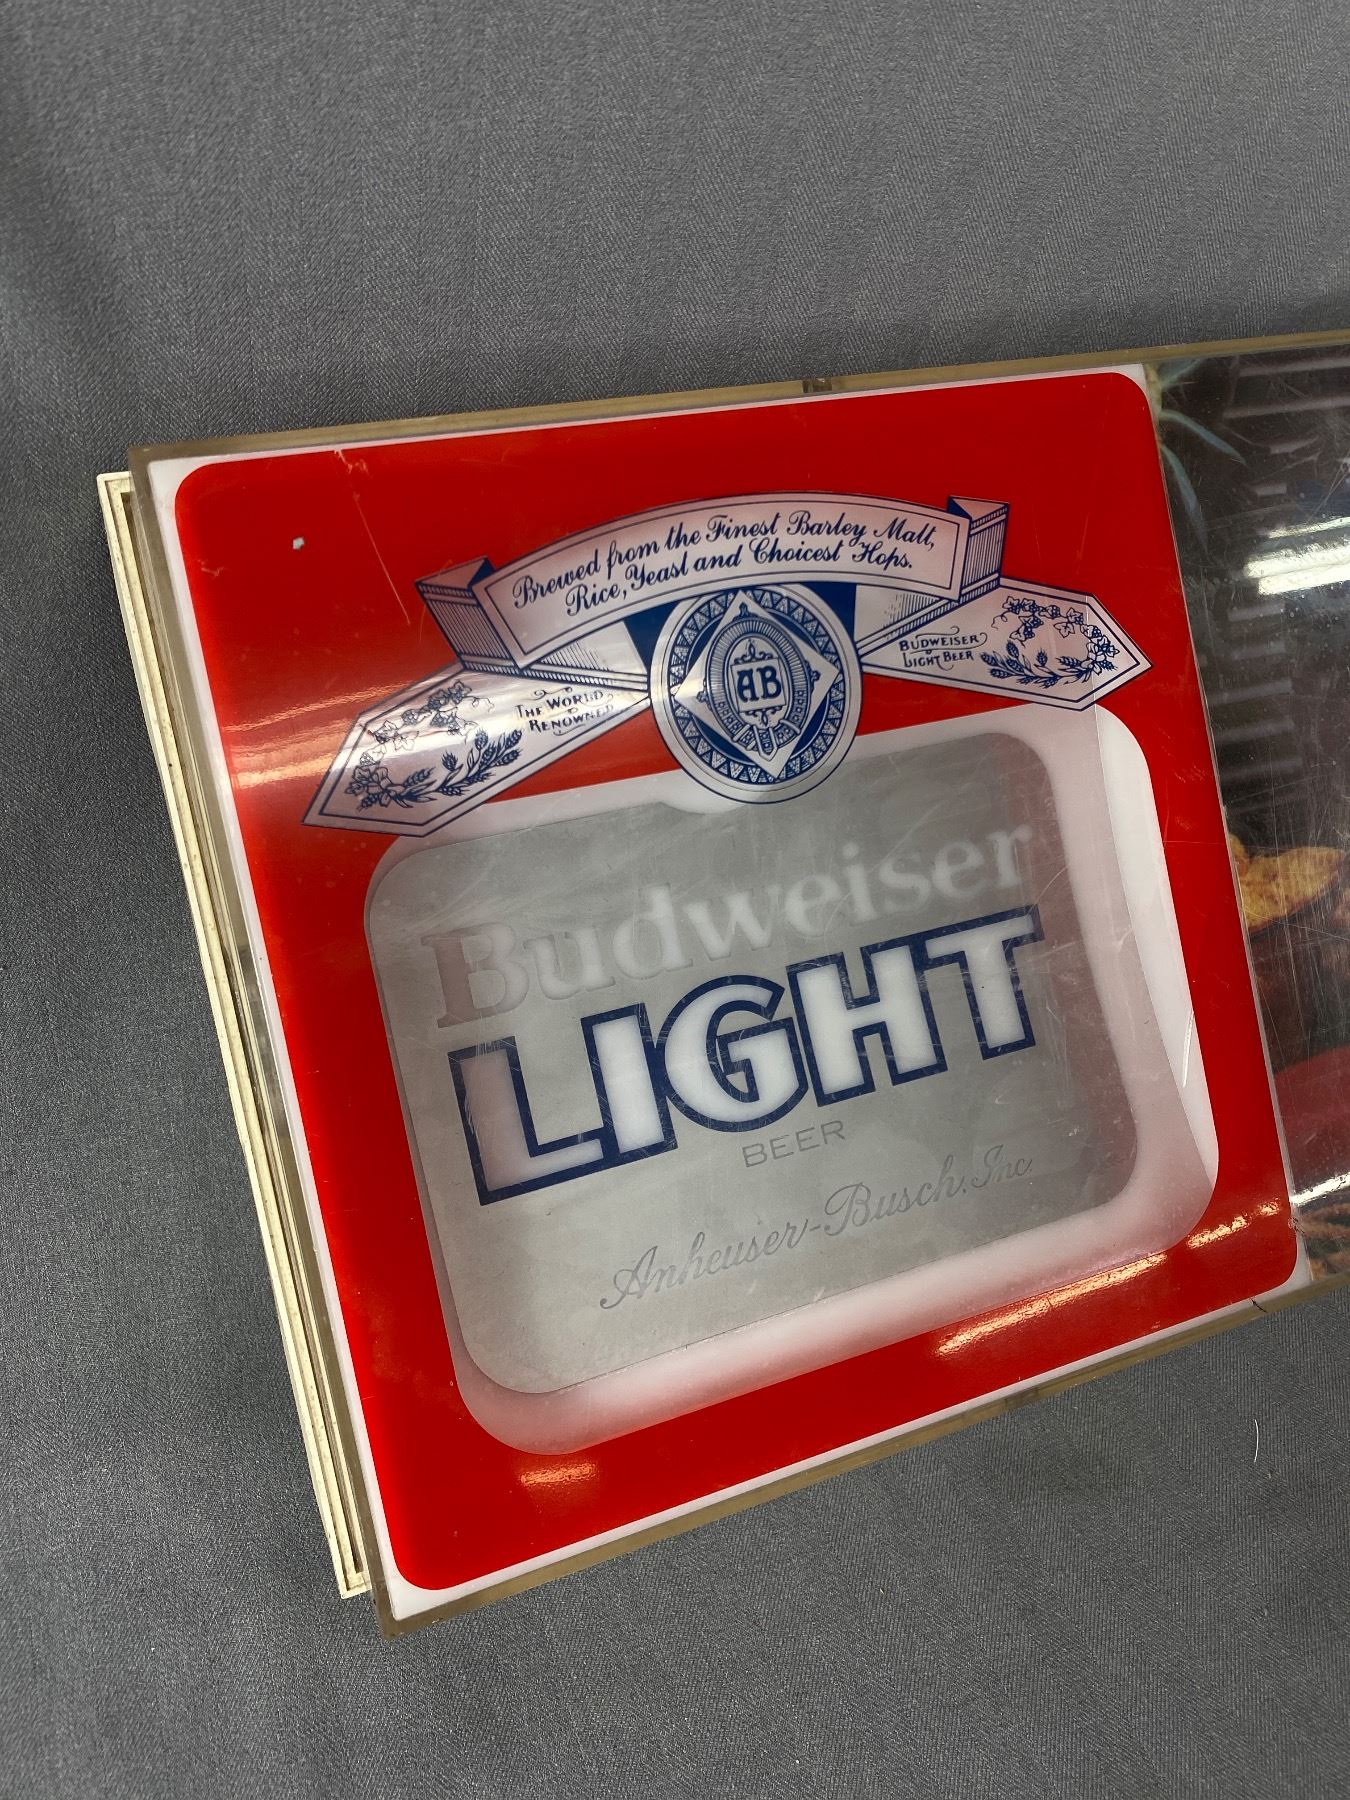 Brewed from the Finest Barley Malt,
Rice, Yeast and Choicest Hops.
THE WORLD
RENOWNED
AB
BUDWEISER
LIGHT BEER
Budweiser
LIGHT
BEER
Anheuser-Busch, Inc.